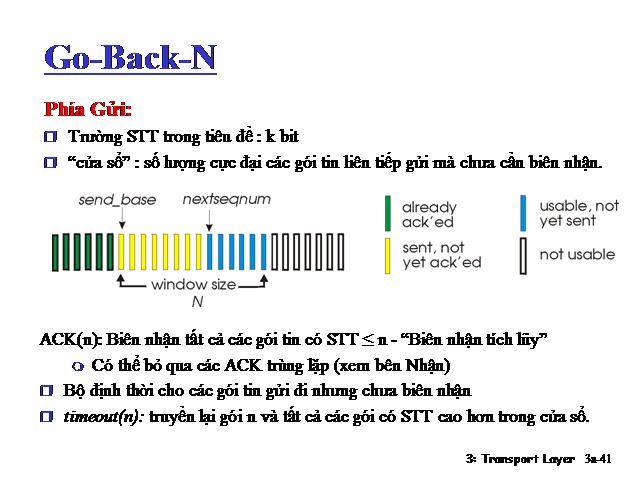 Go-Back-N
Phía Gửi:
Trường STT trong tiêu đề : k bit
“cửa sổ” : số lượng cực đại các gói tin liên tiếp gửi mà chưa cần biên nhận.
send_base nextseqnum
already ack'ed
usable, not yet sent
sent, not yet ack'ed
not usable
window size
N
ACK(n): Biên nhận tất cả các gói tin có STT ≤ n - “Biên nhận tích lũy”
Có thể bỏ qua các ACK trùng lặp (xem bên Nhận)
Bộ định thời cho các gói tin gửi đi nhưng chưa biên nhận
timeout(n): truyền lại gói n và tất cả các gói có STT cao hơn trong cửa sổ.
3: Transport Layer 3a-41